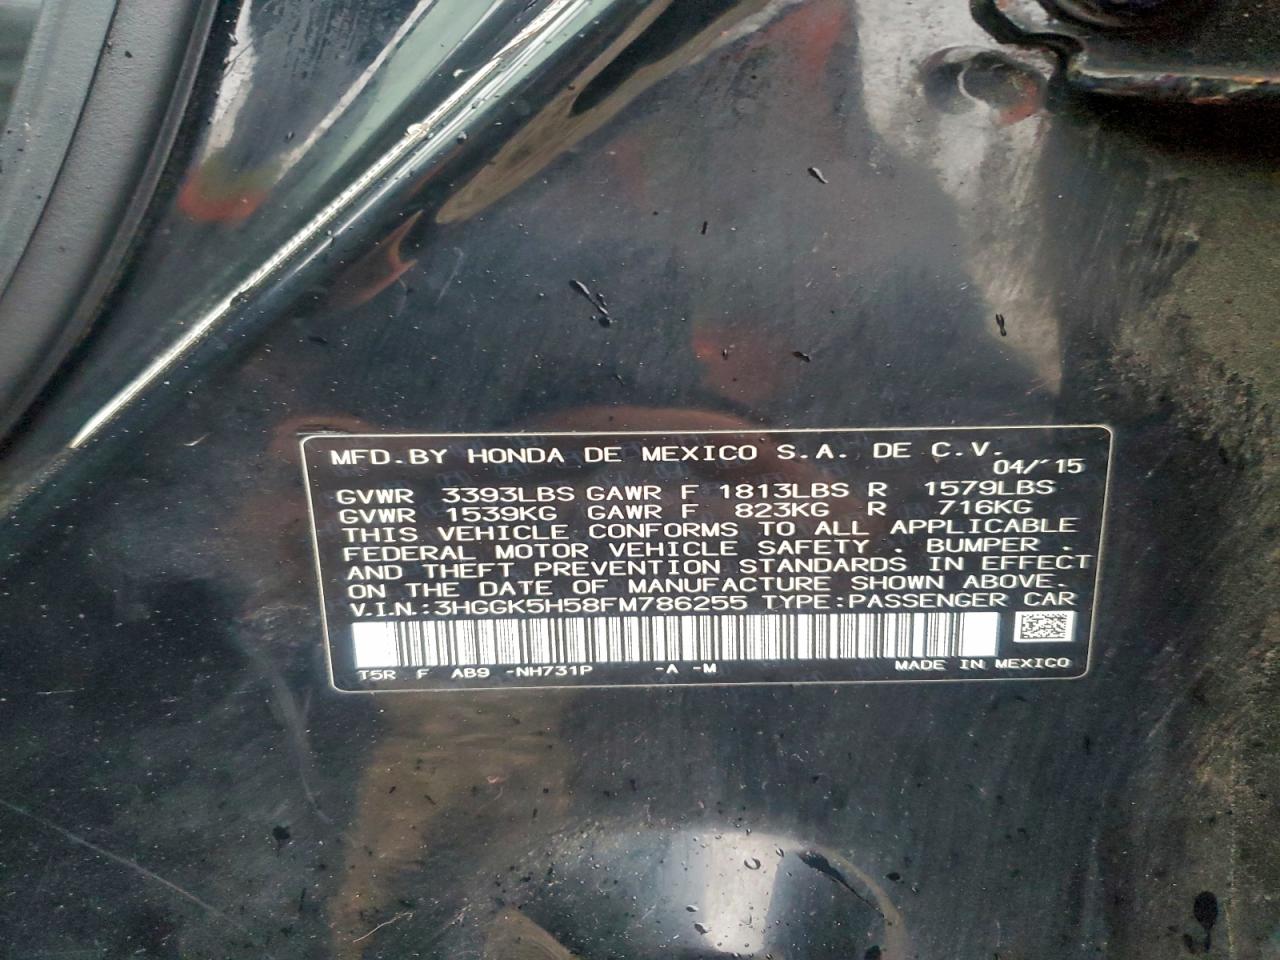 MFD. BY HONDA DE MEXICO S. A. DE C. V.
04/'15
GVWR 3393LBS GAWR F 1813LBS R 1579LBS
GVWR 1539KG GAWR F 823KG R 716KG
THIS VEHICLE CONFORMS TO ALL APPLICABLE
FEDERAL MOTOR VEHICLE SAFETY , BUMPER ,
AND THEFT PREVENTION STANDARDS IN EFFECT
ON THE DATE OF MANUFACTURE SHOWN ABOVE.
V.I.N.:3HGGK5H58FM786255 TYPE:PASSENGER CAR
T5R F AB9 -NH731P -A -M MADE IN MEXICO